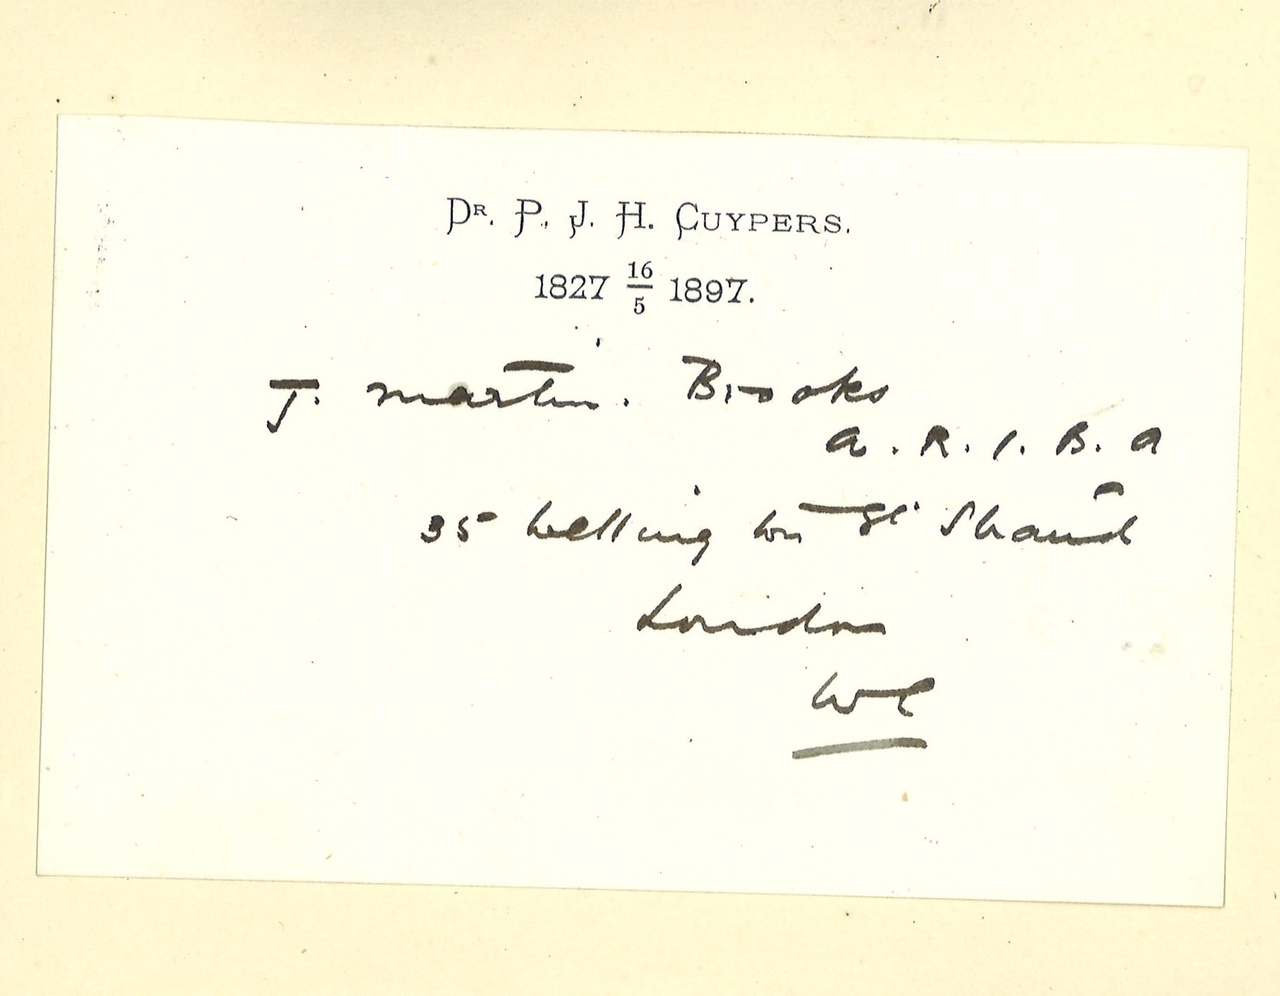 DR. P. J. H. CUYPERS.
1827 16/5 1897.
J. Martin. Brooks
A. R. I. B. A
35 Wellington St Strand
London
WC